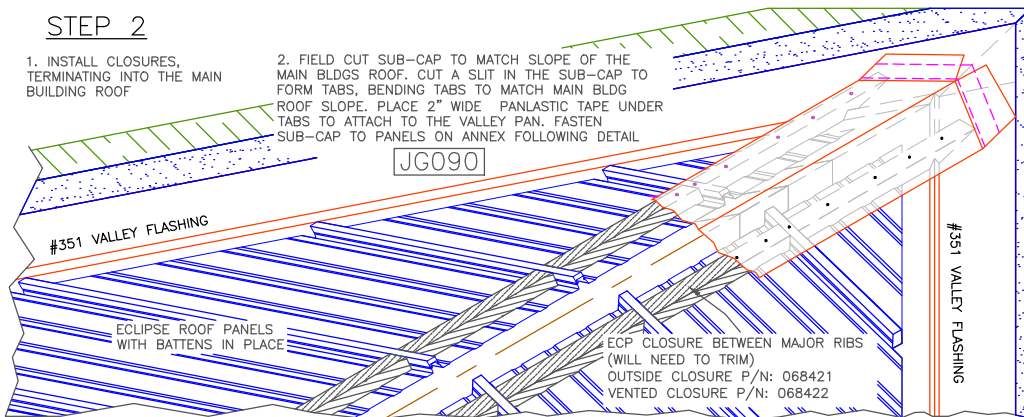 STEP 2
1. INSTALL CLOSURES,
TERMINATING INTO THE MAIN
BUILDING ROOF
2. FIELD CUT SUB-CAP TO MATCH SLOPE OF THE
MAIN BLDGS ROOF. CUT A SLIT IN THE SUB-CAP TO
FORM TABS, BENDING TABS TO MATCH MAIN BLDG
ROOF SLOPE. PLACE 2" WIDE PANLASTIC TAPE UNDER
TABS TO ATTACH TO THE VALLEY PAN. FASTEN
SUB-CAP TO PANELS ON ANNEX FOLLOWING DETAIL
JG090
#351 VALLEY FLASHING
#351 VALLEY FLASHING
ECLIPSE ROOF PANELS
WITH BATTENS IN PLACE
ECP CLOSURE BETWEEN MAJOR RIBS
(WILL NEED TO TRIM)
OUTSIDE CLOSURE P/N: 068421
VENTED CLOSURE P/N: 068422